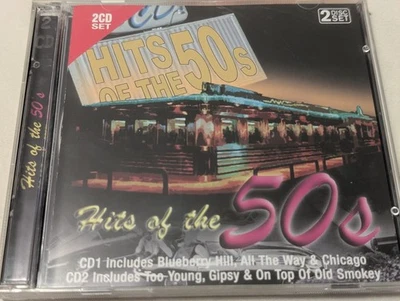 2CD
SET
2 DISC
SET
50s
HITS OF THE 50s
Hits of the 50s
Hits of the
50s
CD1 Includes Blueberry Hill, All The Way & Chicago
CD2 Includes Too Young, Gipsy & On Top Of Old Smokey